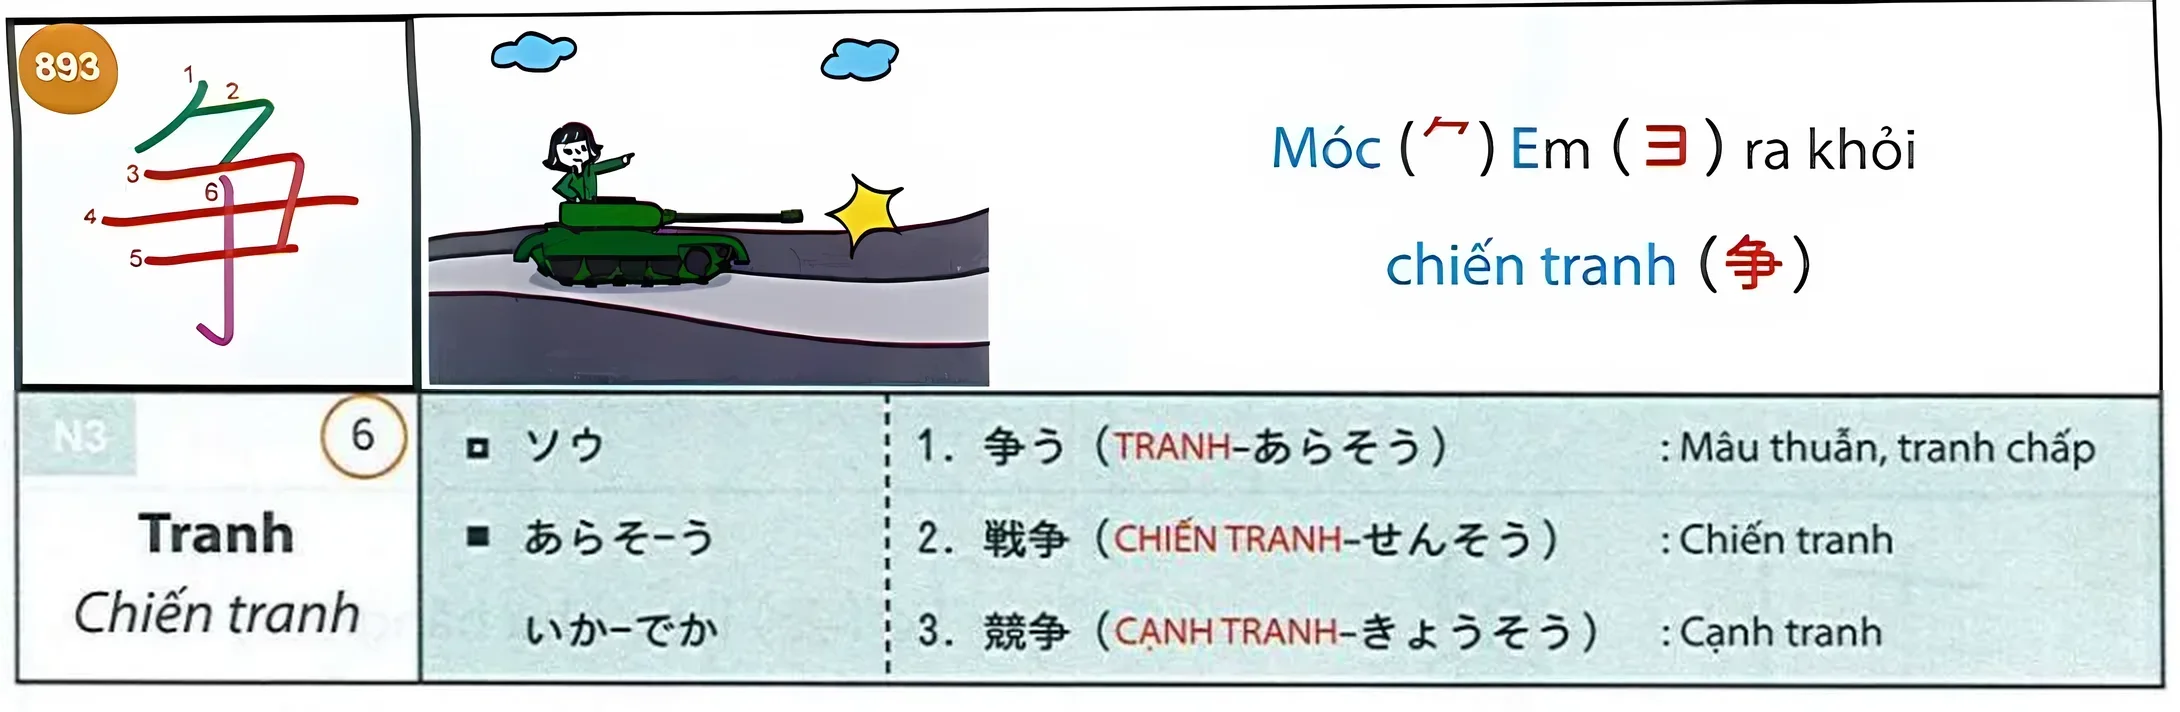 893
1
2
3
4
5
6
争
Móc (⺈) Em (ヨ) ra khỏi
chiến tranh (争)
N3
6
Tranh
Chiến tranh
ソウ
あらそ-う
いか-でか
1. 争う (TRANH-あらそう) : Mâu thuẫn, tranh chấp
2. 戦争 (CHIẾN TRANH-せんそう) : Chiến tranh
3. 競争 (CẠNH TRANH-きょうそう) : Cạnh tranh